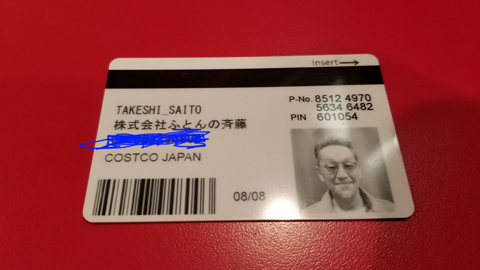 Insert→
TAKESHI_SAITO
株式会社ふとんの斉藤
COSTCO JAPAN
08/08
P-No. 8512 4970
5634 6482
PIN 601054